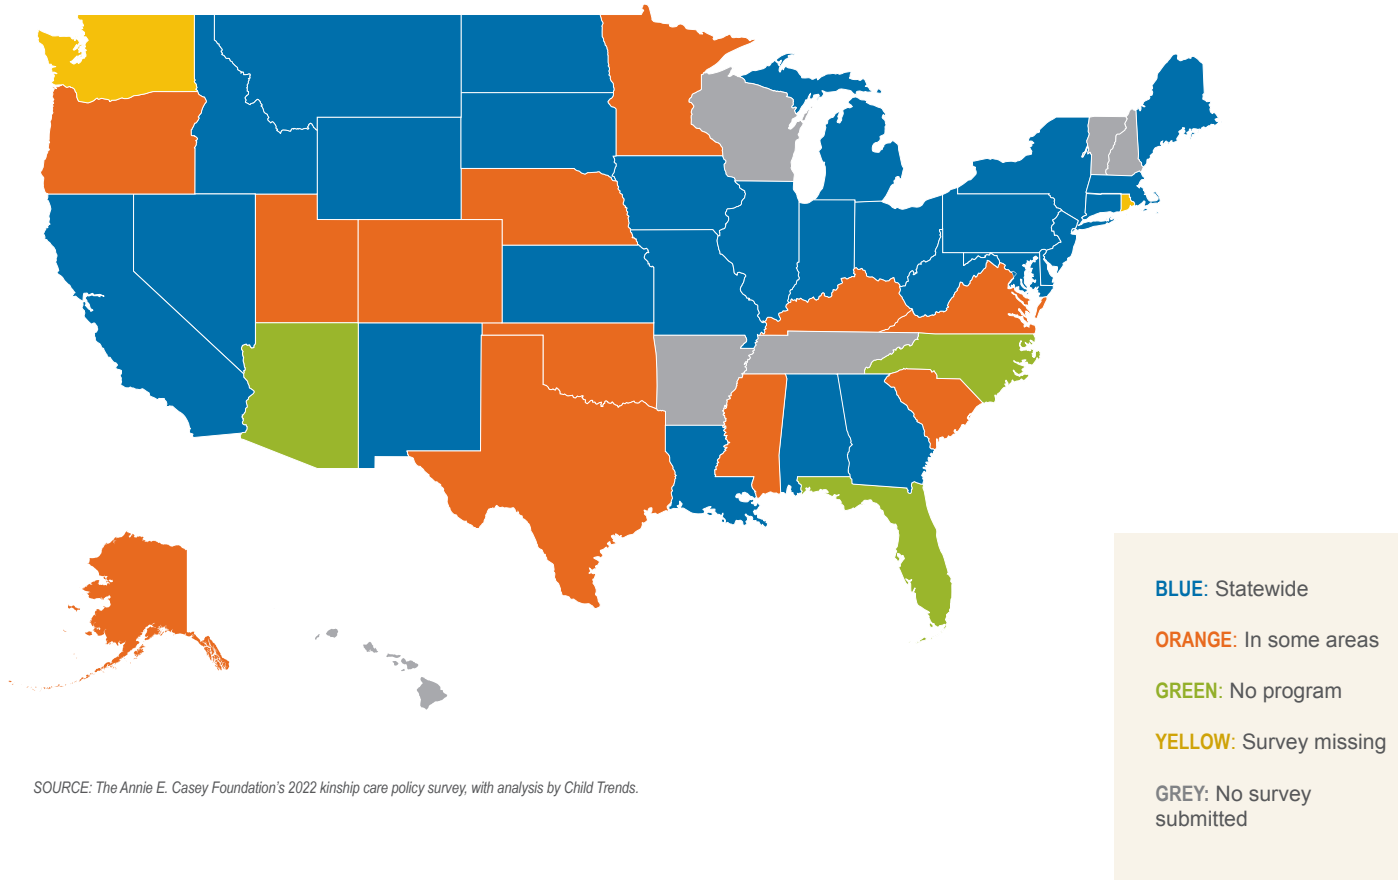 BLUE: Statewide
ORANGE: In some areas
GREEN: No program
YELLOW: Survey missing
GREY: No survey
submitted
SOURCE: The Annie E. Casey Foundation's 2022 kinship care policy survey, with analysis by Child Trends.